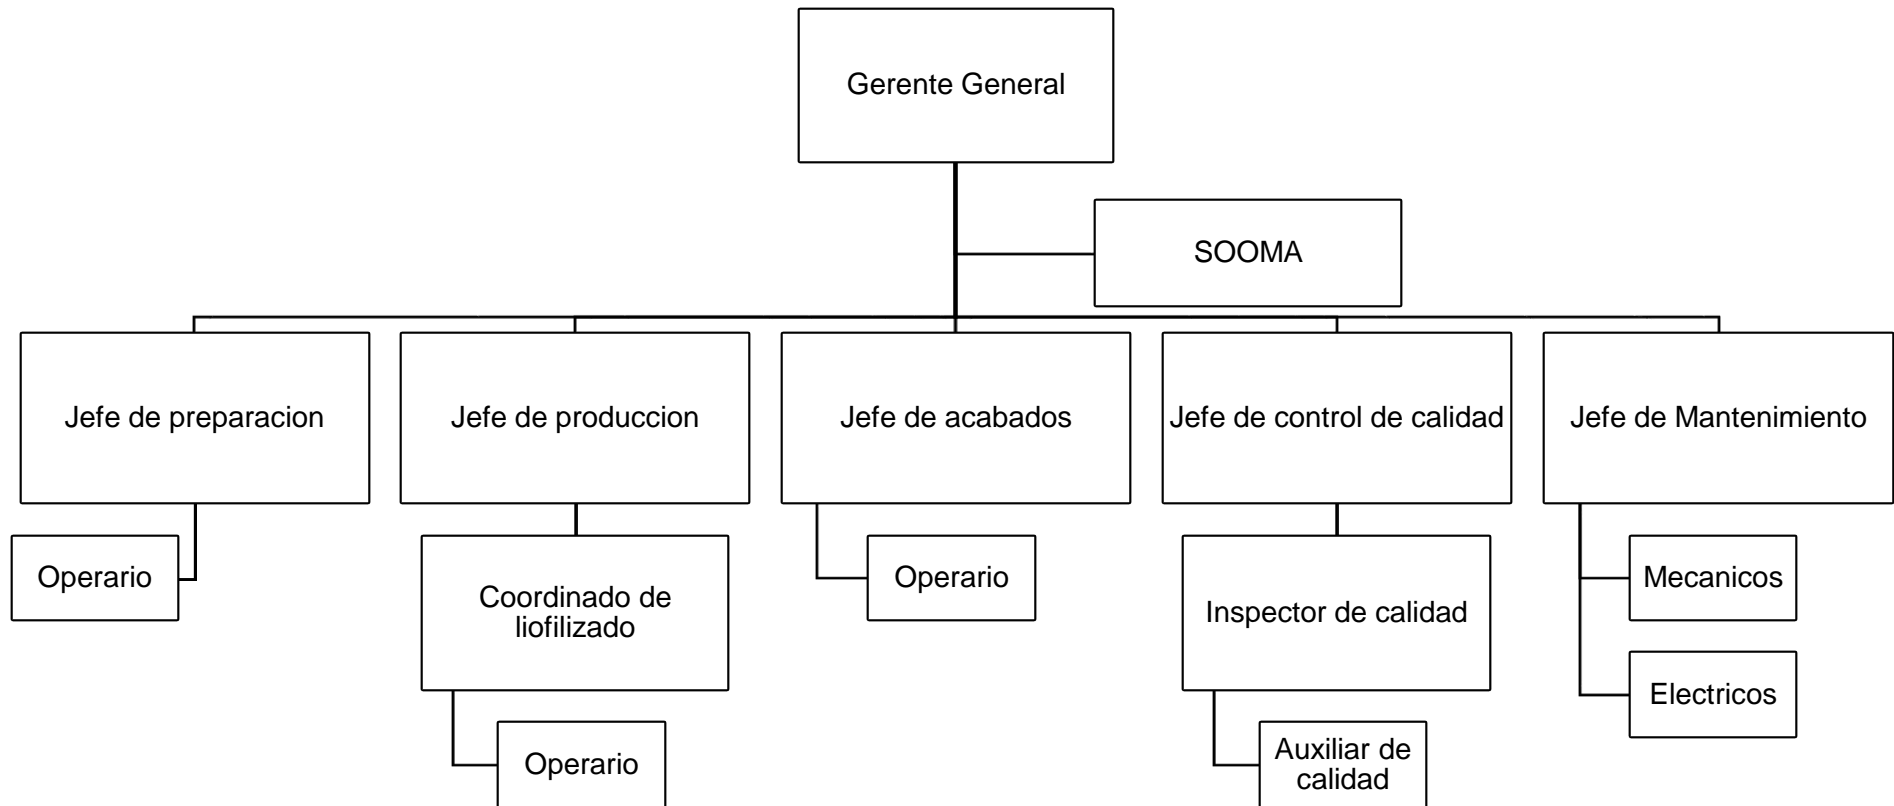 Gerente General
SOOMA
Jefe de preparacion
Jefe de produccion
Jefe de acabados
Jefe de control de calidad
Jefe de Mantenimiento
Operario
Coordinado de
liofilizado
Operario
Inspector de calidad
Mecanicos
Electricos
Operario
Auxiliar de
calidad